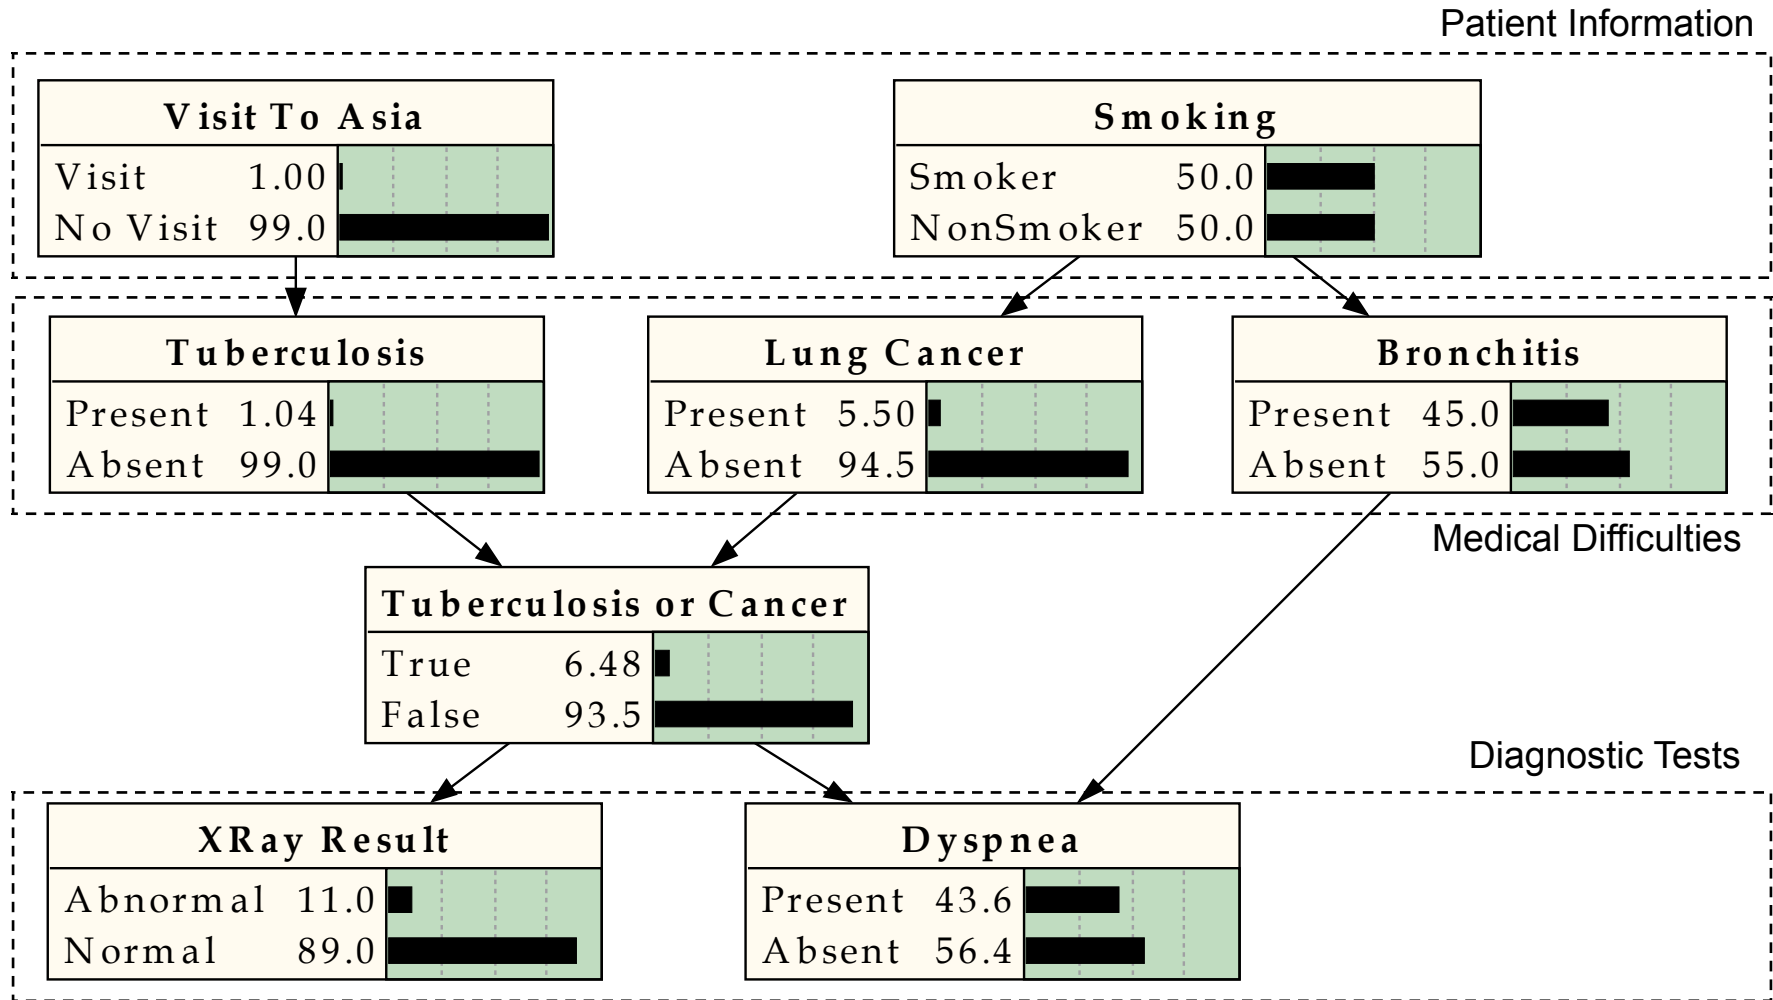 Patient Information
Visit To Asia
Visit 1.00
No Visit 99.0
Smoking
Smoker 50.0
NonSmoker 50.0
Tuberculosis
Present 1.04
Absent 99.0
Lung Cancer
Present 5.50
Absent 94.5
Bronchitis
Present 45.0
Absent 55.0
Medical Difficulties
Tuberculosis or Cancer
True 6.48
False 93.5
Diagnostic Tests
XRay Result
Abnormal 11.0
Normal 89.0
Dyspnea
Present 43.6
Absent 56.4